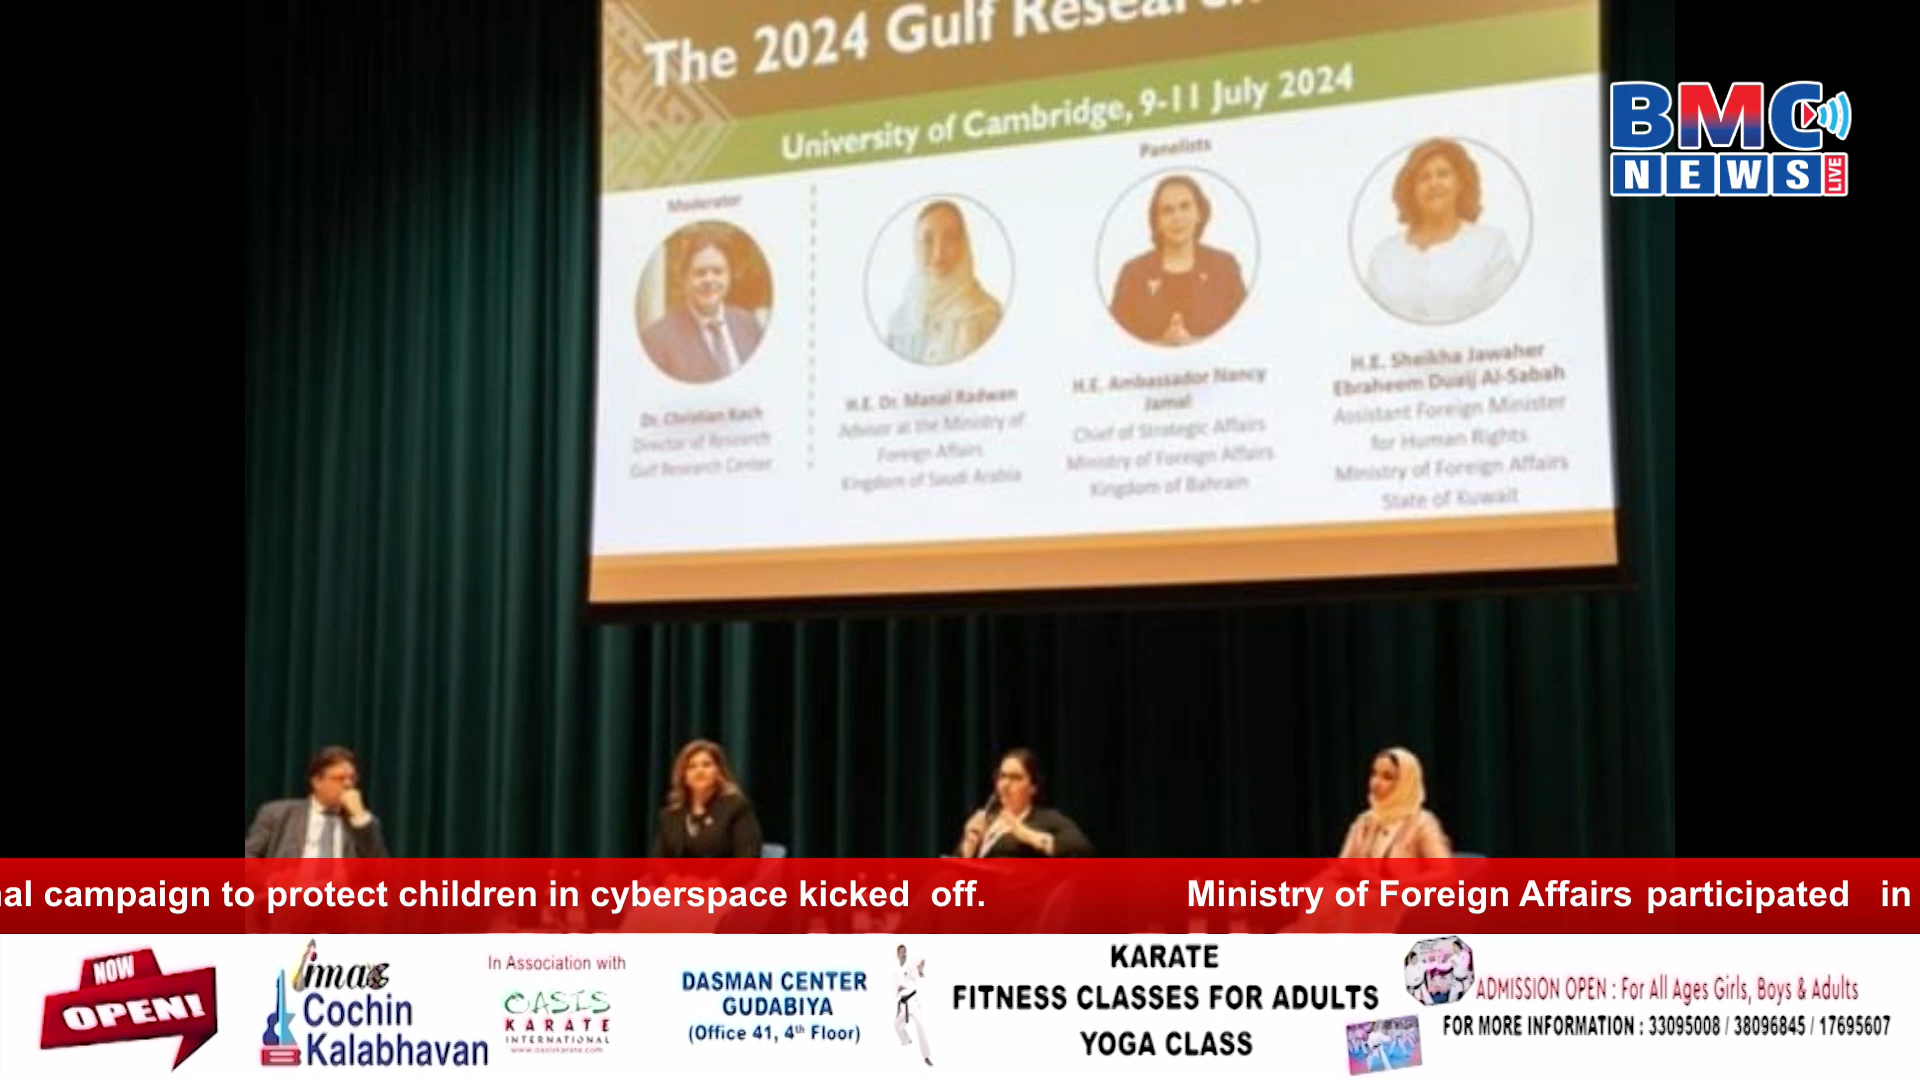 The 2024 Gulf Research
University of Cambridge, 9-11 July 2024
Moderator
Panelists
Dr. Christian Koch
Director of Research
Gulf Research Center
H.E. Dr. Manal Radwan
Advisor at the Ministry of
Foreign Affairs
Kingdom of Saudi Arabia
H.E. Ambassador Nancy
Jamal
Chief of Strategic Affairs
Ministry of Foreign Affairs
Kingdom of Bahrain
H.E. Sheikha Jawaher
Ebraheem Duaij Al-Sabah
Assistant Foreign Minister
for Human Rights
Ministry of Foreign Affairs
State of Kuwait
BMC
NEWS LIVE
nal campaign to protect children in cyberspace kicked off. Ministry of Foreign Affairs participated in
NOW
OPEN!
imac
Cochin
Kalabhavan
In Association with
OASIS
KARATE
INTERNATIONAL
www.oasiskarate.com
DASMAN CENTER
GUDABIYA
(Office 41, 4th Floor)
KARATE
FITNESS CLASSES FOR ADULTS
YOGA CLASS
ADMISSION OPEN : For All Ages Girls, Boys & Adults
FOR MORE INFORMATION : 33095008 / 38096845 / 17695607